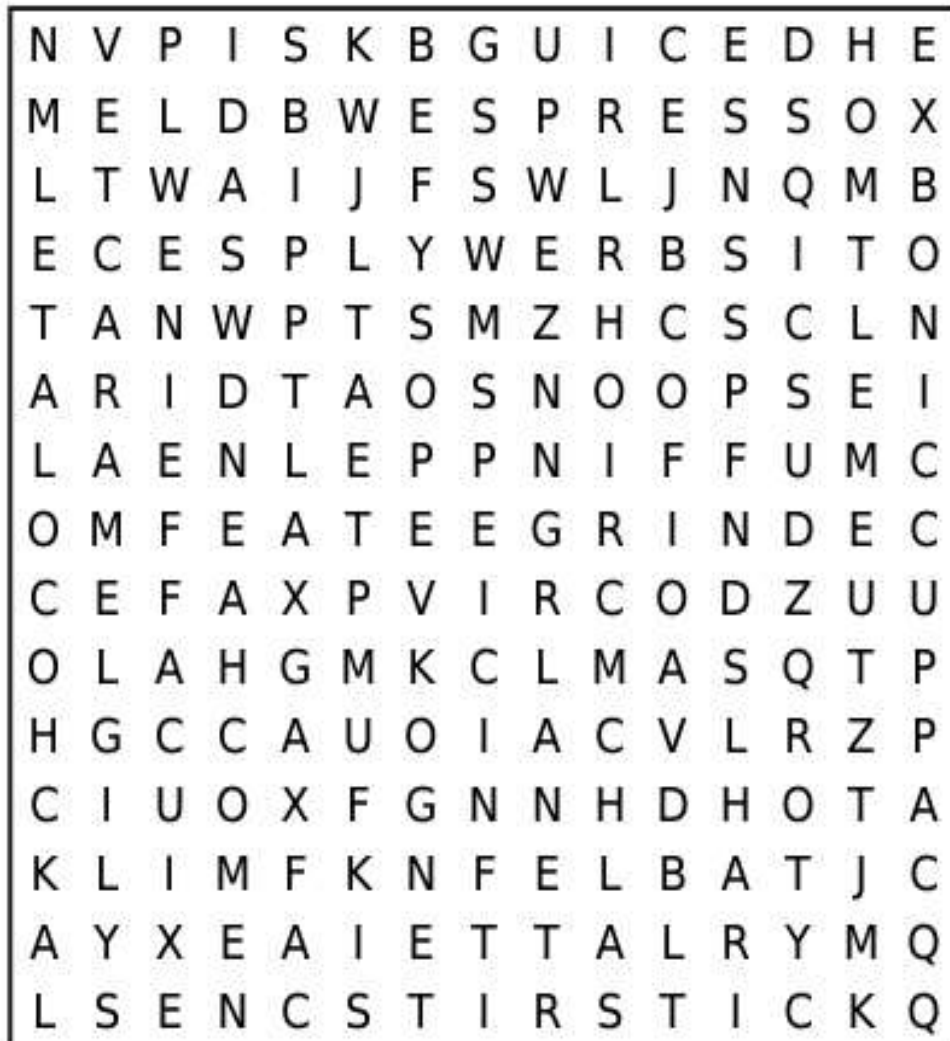 N V P I S K B G U I C E D H E
M E L D B W E S P R E S S O X
L T W A I J F S W L J N Q M B
E C E S P L Y W E R B S I T O
T A N W P T S M Z H C S C L N
A R I D T A O S N O O P S E I
L A E N L E P P N I F F U M C
O M F E A T E E G R I N D E C
C E F A X P V I R C O D Z U U
O L A H G M K C L M A S Q T P
H G C C A U O I A C V L R Z P
C I U O X F G N N H D H O T A
K L I M F K N F E L B A T J C
A Y X E A I E T T A L R Y M Q
L S E N C S T I R S T I C K Q